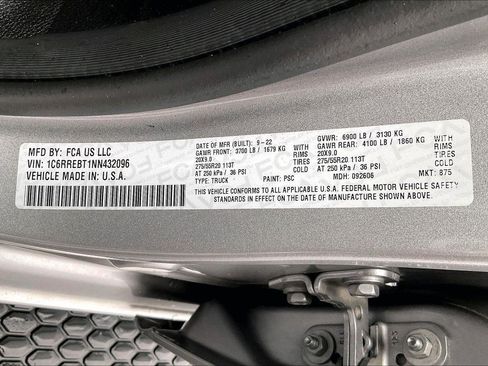 MFD BY: FCA US LLC
VIN: 1C6RREBT1NN432096
VEHICLE MADE IN: U.S.A.
DATE OF MFR (BUILT): 9-22 GVWR: 6900 LB / 3130 KG
GAWR FRONT: 3700 LB / 1679 KG WITH GAWR REAR: 4100 LB / 1860 KG WITH
20X9.0 RIMS 20X9.0 RIMS
275/55R20 113T TIRES 275/55R20 113T TIRES
AT 250 kPa / 36 PSI COLD AT 250 kPa / 36 PSI COLD
TYPE: TRUCK PAINT: PSC MDH: 092606 MKT: 875
THIS VEHICLE CONFORMS TO ALL APPLICABLE U.S.A. FEDERAL MOTOR VEHICLE SAFETY
STANDARDS IN EFFECT ON THE DATE OF MANUFACTURE SHOWN ABOVE.